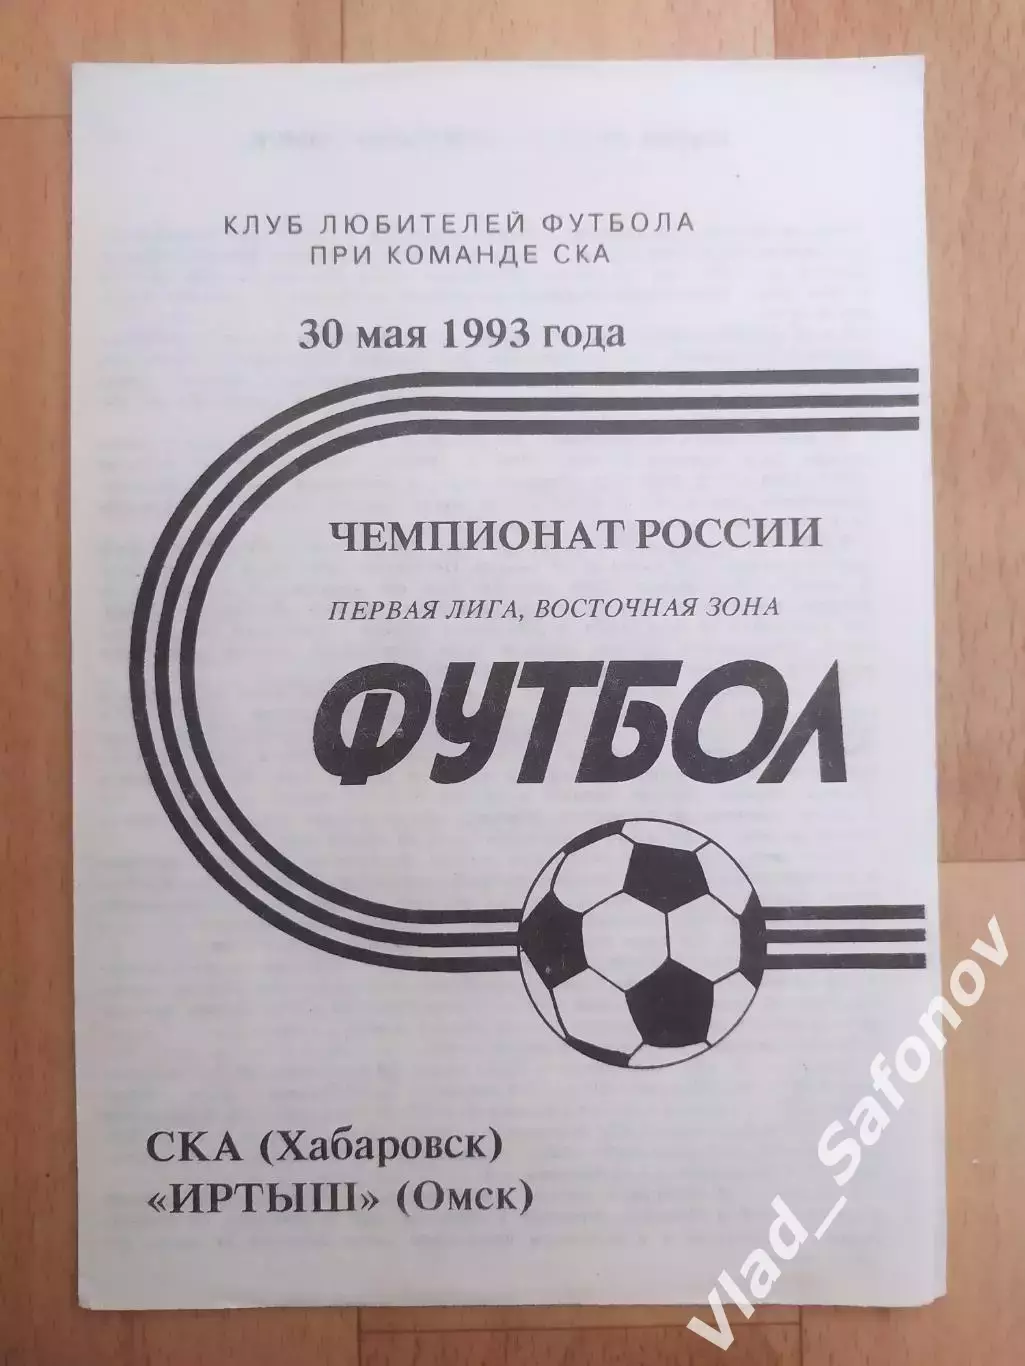 КЛУБ ЛЮБИТЕЛЕЙ ФУТБОЛА
ПРИ КОМАНДЕ СКА
30 мая 1993 года
ЧЕМПИОНАТ РОССИИ
ПЕРВАЯ ЛИГА, ВОСТОЧНАЯ ЗОНА
ФУТБОЛ
СКА (Хабаровск)
«ИРТЫШ» (Омск)
Vlad_Safonov